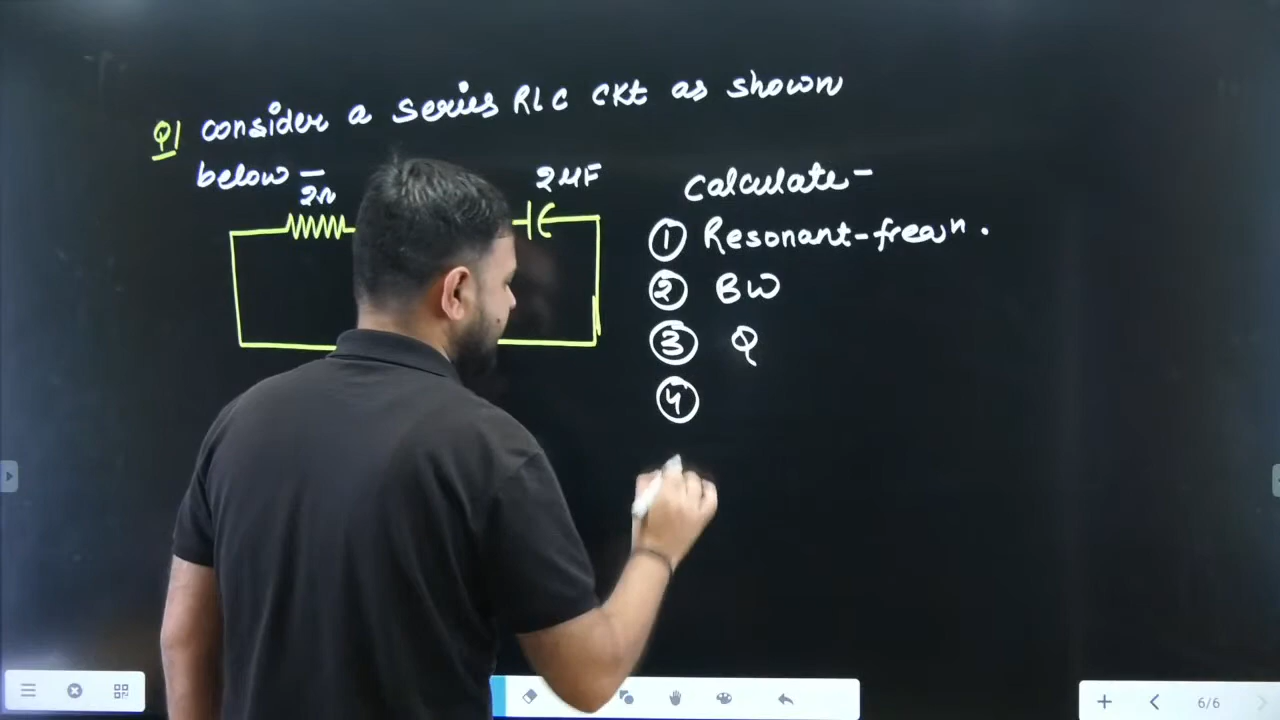 Q1 consider a series RLC CKt as shown
below –
2Ω
2μF
Calculate –
① Resonant-freqⁿ.
② BW
③ Q
④
6/6